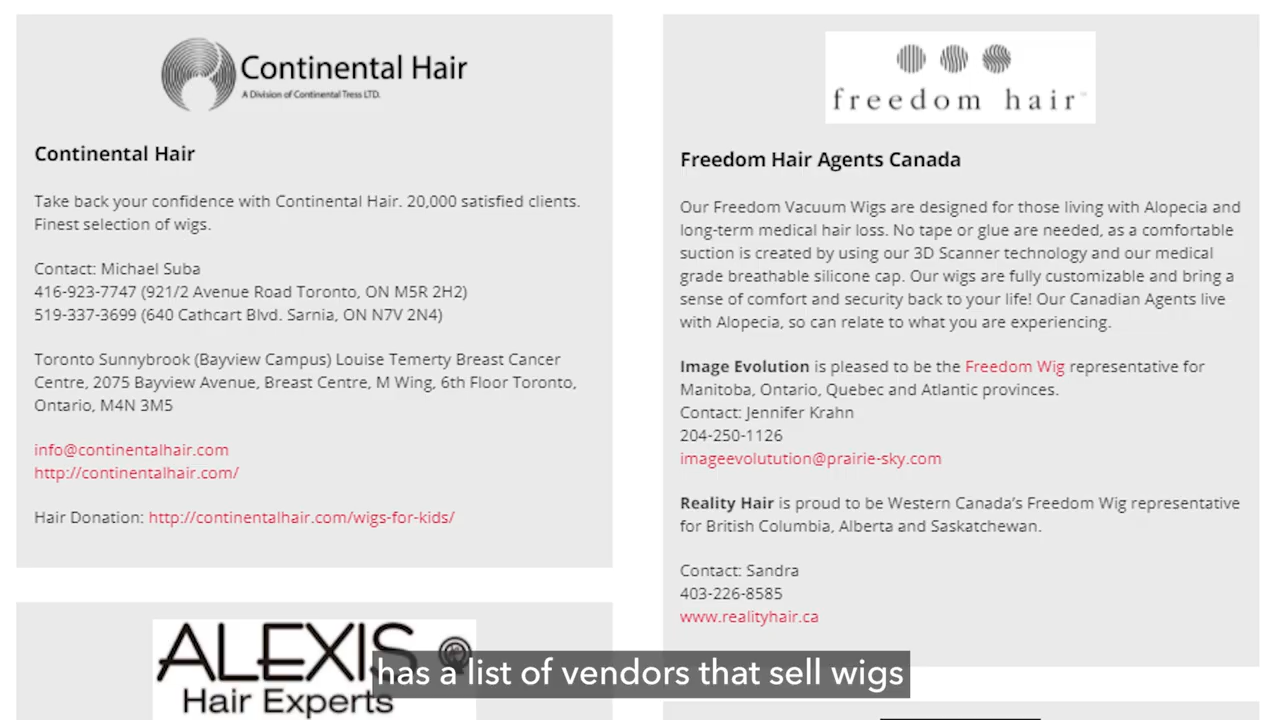 Continental Hair
A Division of Continental Tress LTD.
Continental Hair
Take back your confidence with Continental Hair. 20,000 satisfied clients.
Finest selection of wigs.
Contact: Michael Suba
416-923-7747 (921/2 Avenue Road Toronto, ON M5R 2H2)
519-337-3699 (640 Cathcart Blvd. Sarnia, ON N7V 2N4)
Toronto Sunnybrook (Bayview Campus) Louise Temerty Breast Cancer
Centre, 2075 Bayview Avenue, Breast Centre, M Wing, 6th Floor Toronto,
Ontario, M4N 3M5
info@continentalhair.com
http://continentalhair.com/
Hair Donation: http://continentalhair.com/wigs-for-kids/
ALEXIS
Hair Experts
freedom hair™
Freedom Hair Agents Canada
Our Freedom Vacuum Wigs are designed for those living with Alopecia and
long-term medical hair loss. No tape or glue are needed, as a comfortable
suction is created by using our 3D Scanner technology and our medical
grade breathable silicone cap. Our wigs are fully customizable and bring a
sense of comfort and security back to your life! Our Canadian Agents live
with Alopecia, so can relate to what you are experiencing.
Image Evolution is pleased to be the Freedom Wig representative for
Manitoba, Ontario, Quebec and Atlantic provinces.
Contact: Jennifer Krahn
204-250-1126
imageevolutution@prairie-sky.com
Reality Hair is proud to be Western Canada's Freedom Wig representative
for British Columbia, Alberta and Saskatchewan.
Contact: Sandra
403-226-8585
www.realityhair.ca
has a list of vendors that sell wigs